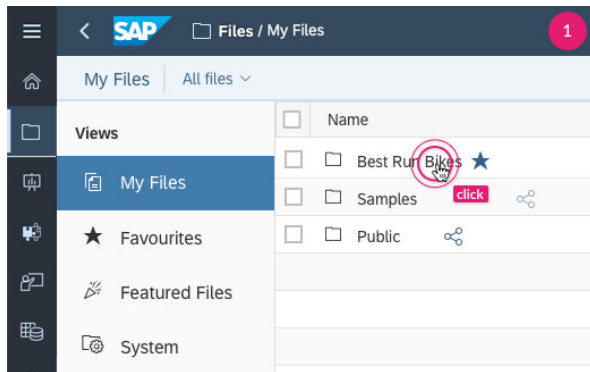 SAP Files / My Files 1
My Files All files
Views
My Files
Favourites
Featured Files
System
Name
Best Run Bikes
click
Samples
Public